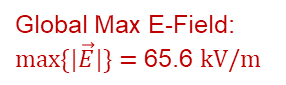 Global Max E-Field:
max{|E⃗|} = 65.6 kV/m